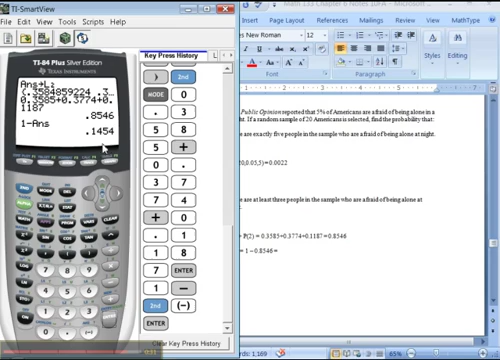 TI-SmartView
File Edit View Tools Scripts Help
TI-84 Plus Silver Edition
TEXAS INSTRUMENTS
Ans+L:
(.3584859224 .3…
0.3585+0.3774+0.
1187
.8546
1-Ans
.1454
Key Press History
2nd
MODE 0
. 3
5 8
5 +
0 .
3 7
7 4
+ 0
. 1
1 8
7 ENTER
1 −
2nd (−)
ENTER
Clear Key Press History
References Mailings Review View MathType
New Roman 12
Styles Editing
Paragraph
Public Opinion reported that 5% of Americans are afraid of being alone in
If a random sample of 20 Americans is selected, find the probability that:
are exactly five people in the sample who are afraid of being alone at night.
20,0.05,5) = 0.0022
are at least three people in the sample who are afraid of being alone at
+ P(2) = 0.3585+0.3774+0.1187 = 0.8546
= 1 − 0.8546 =
Words: 1,169
65%